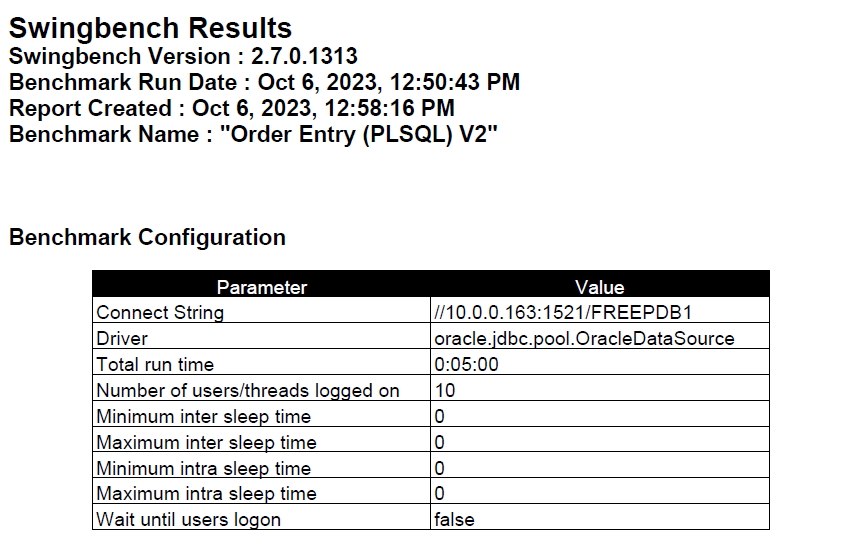 Swingbench Results
Swingbench Version : 2.7.0.1313
Benchmark Run Date : Oct 6, 2023, 12:50:43 PM
Report Created : Oct 6, 2023, 12:58:16 PM
Benchmark Name : "Order Entry (PLSQL) V2"
Benchmark Configuration
Parameter Value
Connect String //10.0.0.163:1521/FREEPDB1
Driver oracle.jdbc.pool.OracleDataSource
Total run time 0:05:00
Number of users/threads logged on 10
Minimum inter sleep time 0
Maximum inter sleep time 0
Minimum intra sleep time 0
Maximum intra sleep time 0
Wait until users logon false